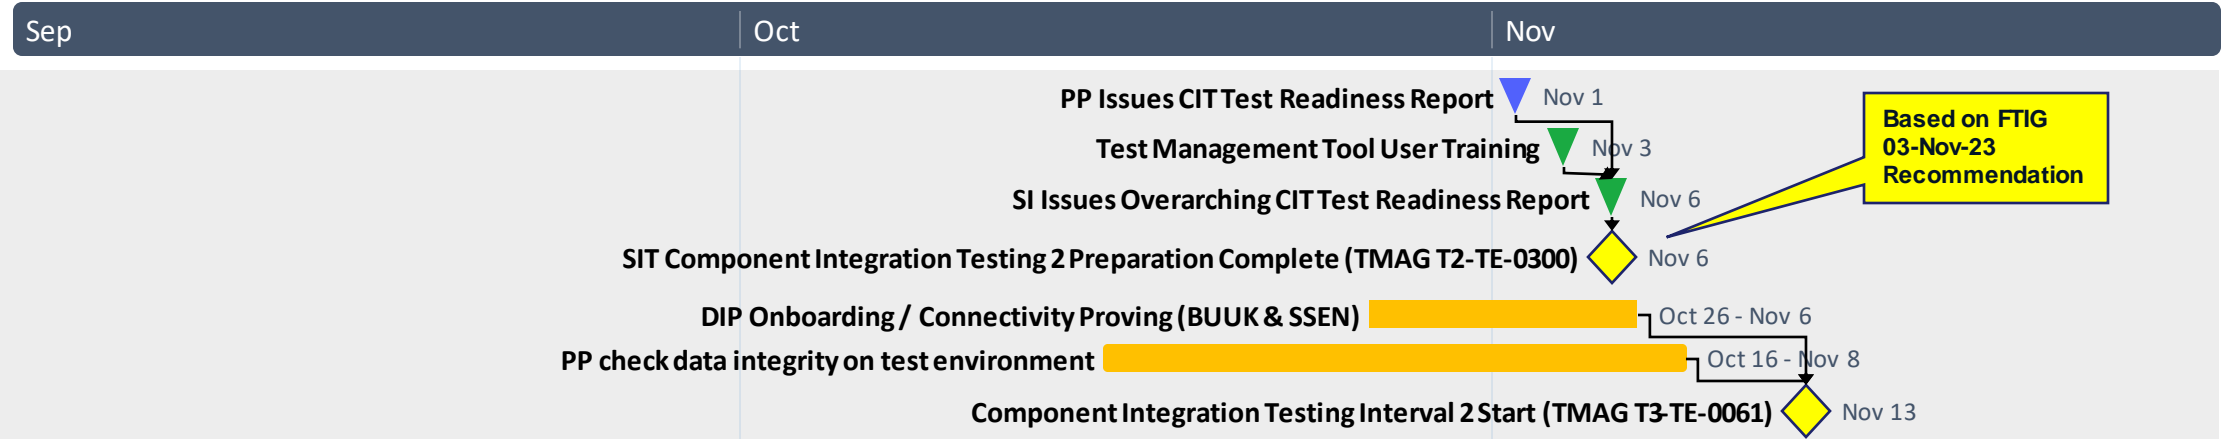 Sep Oct Nov
PP Issues CIT Test Readiness Report Nov 1
Test Management Tool User Training Nov 3
SI Issues Overarching CIT Test Readiness Report Nov 6
Based on FTIG
03-Nov-23
Recommendation
SIT Component Integration Testing 2 Preparation Complete (TMAG T2-TE-0300) Nov 6
DIP Onboarding / Connectivity Proving (BUUK & SSEN) Oct 26 - Nov 6
PP check data integrity on test environment Oct 16 - Nov 8
Component Integration Testing Interval 2 Start (TMAG T3-TE-0061) Nov 13